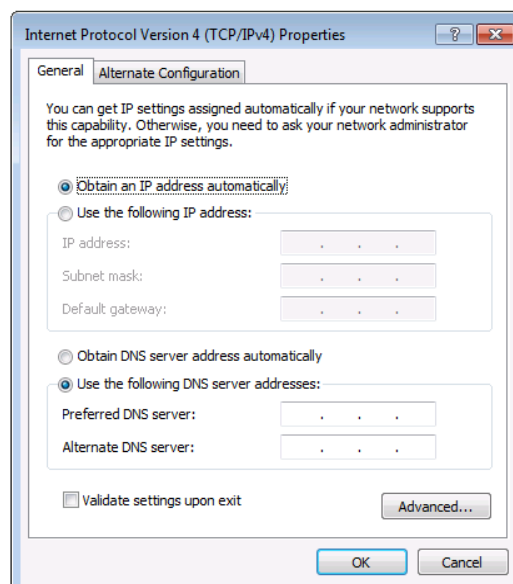 Internet Protocol Version 4 (TCP/IPv4) Properties
General
Alternate Configuration
You can get IP settings assigned automatically if your network supports
this capability. Otherwise, you need to ask your network administrator
for the appropriate IP settings.
Obtain an IP address automatically
Use the following IP address:
IP address:
Subnet mask:
Default gateway:
Obtain DNS server address automatically
Use the following DNS server addresses:
Preferred DNS server:
Alternate DNS server:
Validate settings upon exit
Advanced...
OK
Cancel